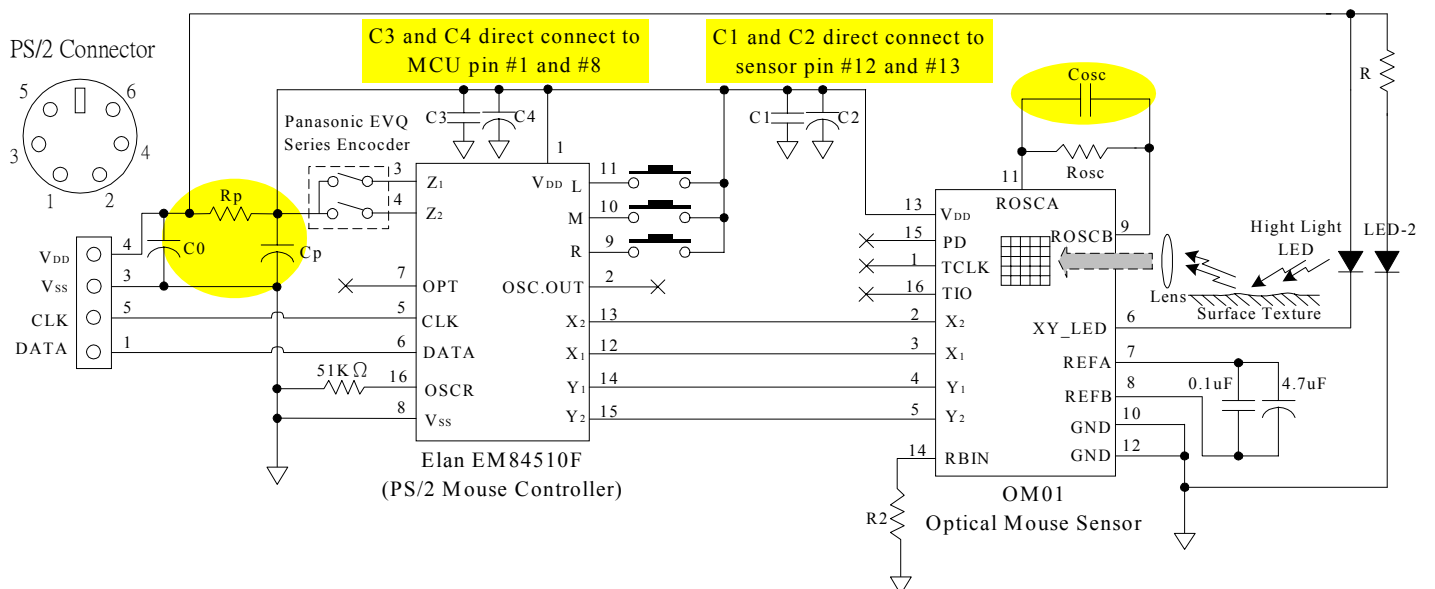 PS/2 Connector
5
6
3
4
1
2
C3 and C4 direct connect to
MCU pin #1 and #8
C1 and C2 direct connect to
sensor pin #12 and #13
Cosc
Rosc
R
C3
C4
C1
C2
Panasonic EVQ
Series Enocder
Rp
C0
Cp
VDD
4
VSS
3
CLK
5
DATA
1
3
Z1
4
Z2
7
OPT
5
CLK
6
DATA
51KΩ
16
OSCR
8
VSS
1
VDD
L
11
M
10
R
9
OSC.OUT
2
X2
13
X1
12
Y1
14
Y2
15
Elan EM84510F
(PS/2 Mouse Controller)
11
ROSCA
13
VDD
15
PD
1
TCLK
16
TIO
2
X2
3
X1
4
Y1
5
Y2
14
RBIN
R2
ROSCB
9
XY_LED
6
REFA
7
REFB
8
GND
10
GND
12
0.1uF
4.7uF
Lens
Surface Texture
Hight Light
LED
LED-2
OM01
Optical Mouse Sensor